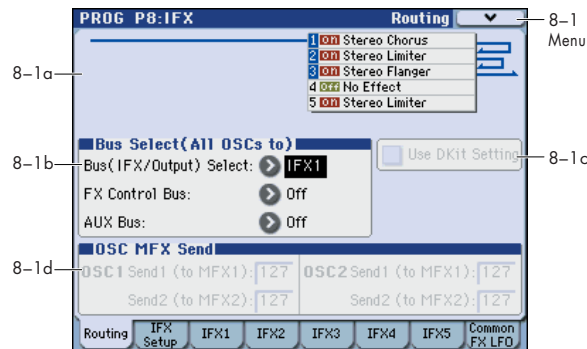 PROG P8:IFX Routing
8–1
Menu
1 On Stereo Chorus
2 On Stereo Limiter
3 On Stereo Flanger
4 Off No Effect
5 On Stereo Limiter
8–1a
Bus Select(All OSCs to)
8–1b
Bus(IFX/Output) Select: IFX1
Use DKit Setting
8–1c
FX Control Bus: Off
AUX Bus: Off
OSC MFX Send
8–1d
OSC1 Send1 (to MFX1): 127 OSC2 Send1 (to MFX1): 127
Send2 (to MFX2): 127 Send2 (to MFX2): 127
Routing IFX Setup IFX1 IFX2 IFX3 IFX4 IFX5 Common FX LFO